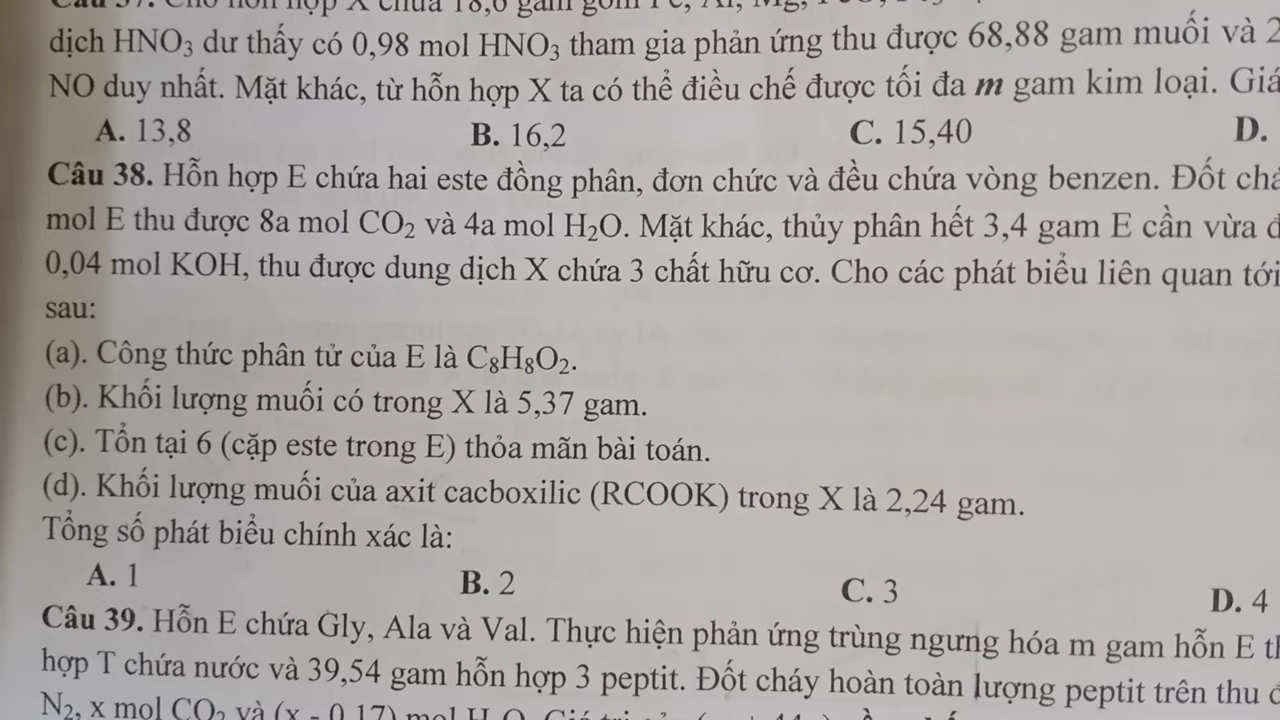 dịch HNO₃ dư thấy có 0,98 mol HNO₃ tham gia phản ứng thu được 68,88 gam muối và 2
NO duy nhất. Mặt khác, từ hỗn hợp X ta có thể điều chế được tối đa m gam kim loại. Giá
A. 13,8 B. 16,2 C. 15,40 D.
Câu 38. Hỗn hợp E chứa hai este đồng phân, đơn chức và đều chứa vòng benzen. Đốt
mol E thu được 8a mol CO₂ và 4a mol H₂O. Mặt khác, thủy phân hết 3,4 gam E cần vừa
0,04 mol KOH, thu được dung dịch X chứa 3 chất hữu cơ. Cho các phát biểu liên quan tới
sau:
(a). Công thức phân tử của E là C₈H₈O₂.
(b). Khối lượng muối có trong X là 5,37 gam.
(c). Tồn tại 6 (cặp este trong E) thỏa mãn bài toán.
(d). Khối lượng muối của axit cacboxilic (RCOOK) trong X là 2,24 gam.
Tổng số phát biểu chính xác là:
A. 1 B. 2 C. 3 D. 4
Câu 39. Hỗn E chứa Gly, Ala và Val. Thực hiện phản ứng trùng ngưng hóa m gam hỗn E
hợp T chứa nước và 39,54 gam hỗn hợp 3 peptit. Đốt cháy hoàn toàn lượng peptit trên thu
N₂, x mol CO₂ và (x - 0,17) mol